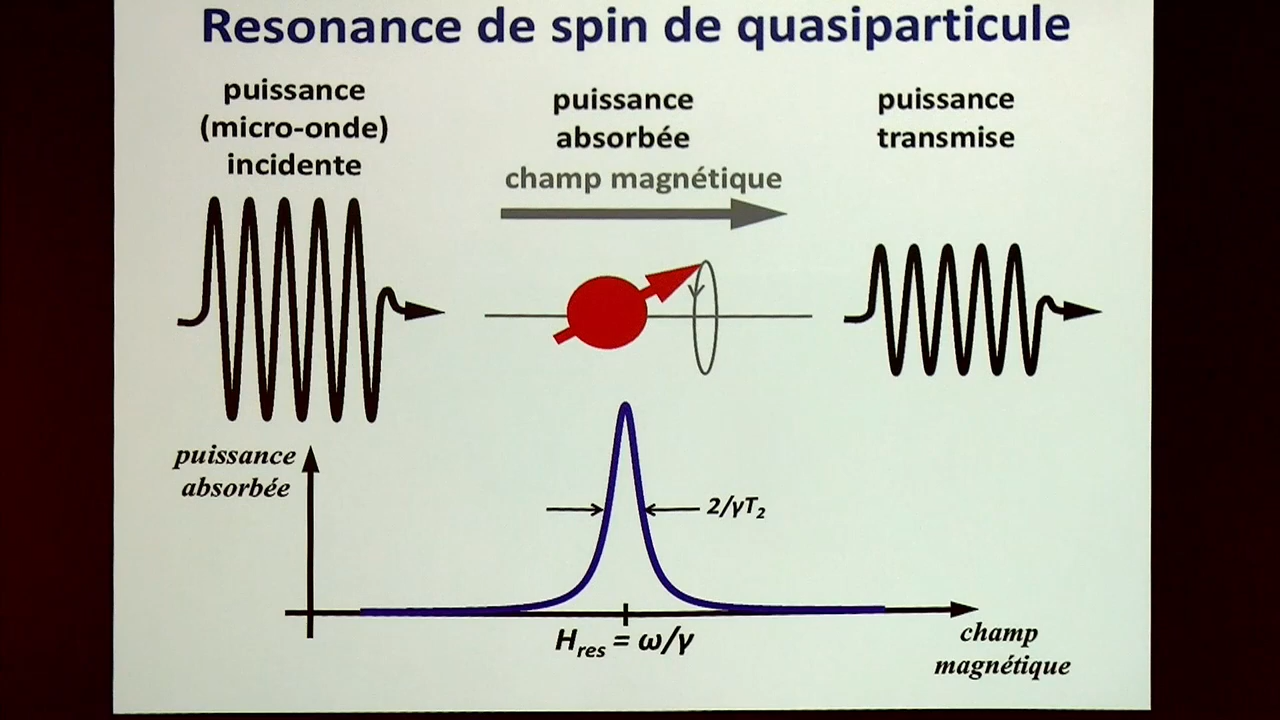 Resonance de spin de quasiparticule
puissance
(micro-onde)
incidente
puissance
absorbée
champ magnétique
puissance
transmise
puissance
absorbée
2/γT₂
Hres = ω/γ
champ
magnétique